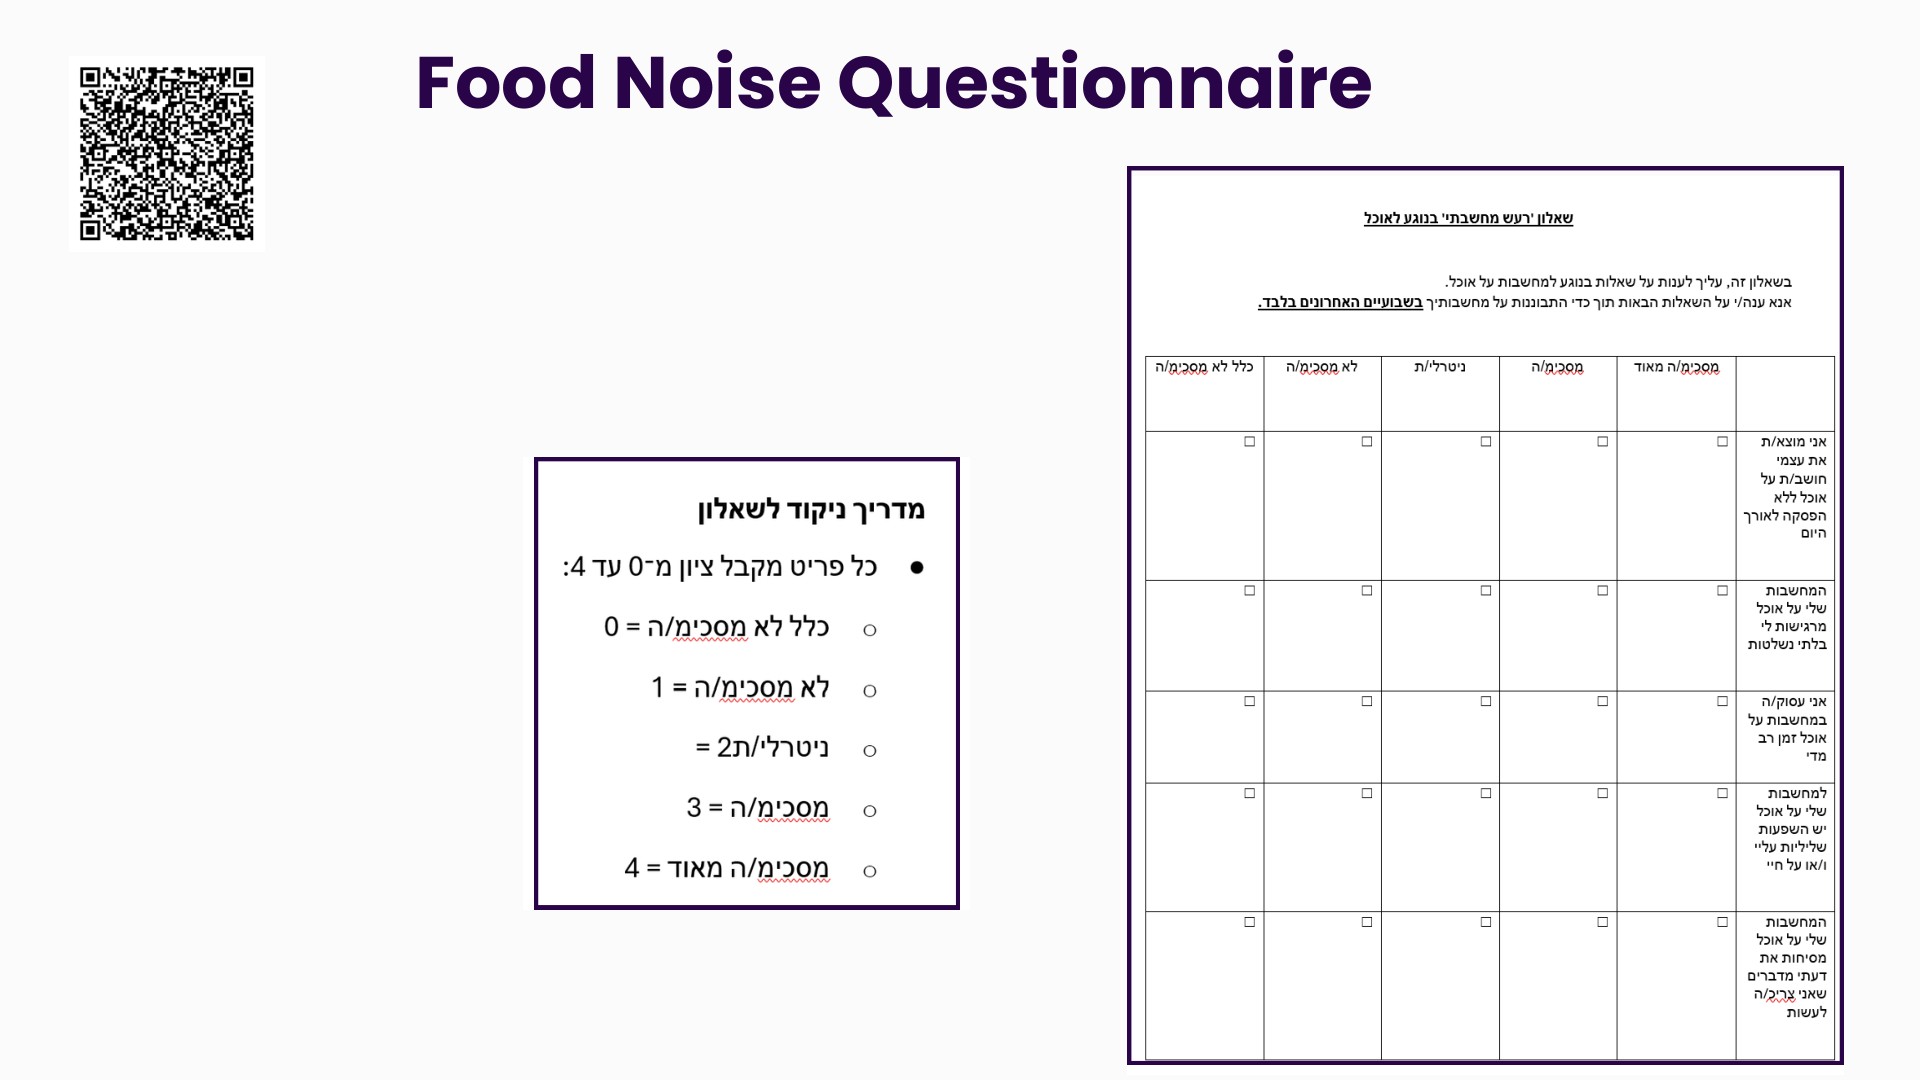 Food Noise Questionnaire
שאלון 'רעש מחשבתי' בנוגע לאוכל
בשאלון זה, עליך לענות על שאלות בנוגע למחשבות על אוכל.
אנא ענה/י על השאלות הבאות תוך כדי התבוננות על מחשבותיך בשבועיים האחרונים בלבד.
מסכימ/ה מאוד
מסכימ/ה
ניטרלי/ת
לא מסכימ/ה
כלל לא מסכימ/ה
אני מוצא/ת
את עצמי
חושב/ת על
אוכל ללא
הפסקה לאורך
היום
☐ ☐ ☐ ☐ ☐
המחשבות
שלי על אוכל
מרגישות לי
בלתי נשלטות
☐ ☐ ☐ ☐ ☐
אני עסוק/ה
במחשבות על
אוכל זמן רב
מדי
☐ ☐ ☐ ☐ ☐
למחשבות
שלי על אוכל
יש השפעות
שליליות עליי
ו/או על חיי
☐ ☐ ☐ ☐ ☐
המחשבות
שלי על אוכל
מסיחות את
דעתי מדברים
שאני צריכ/ה
לעשות
☐ ☐ ☐ ☐ ☐
מדריך ניקוד לשאלון
● כל פריט מקבל ציון מ־0 עד 4:
○ כלל לא מסכימ/ה = 0
○ לא מסכימ/ה = 1
○ ניטרלי/ת2 =
○ מסכימ/ה = 3
○ מסכימ/ה מאוד = 4